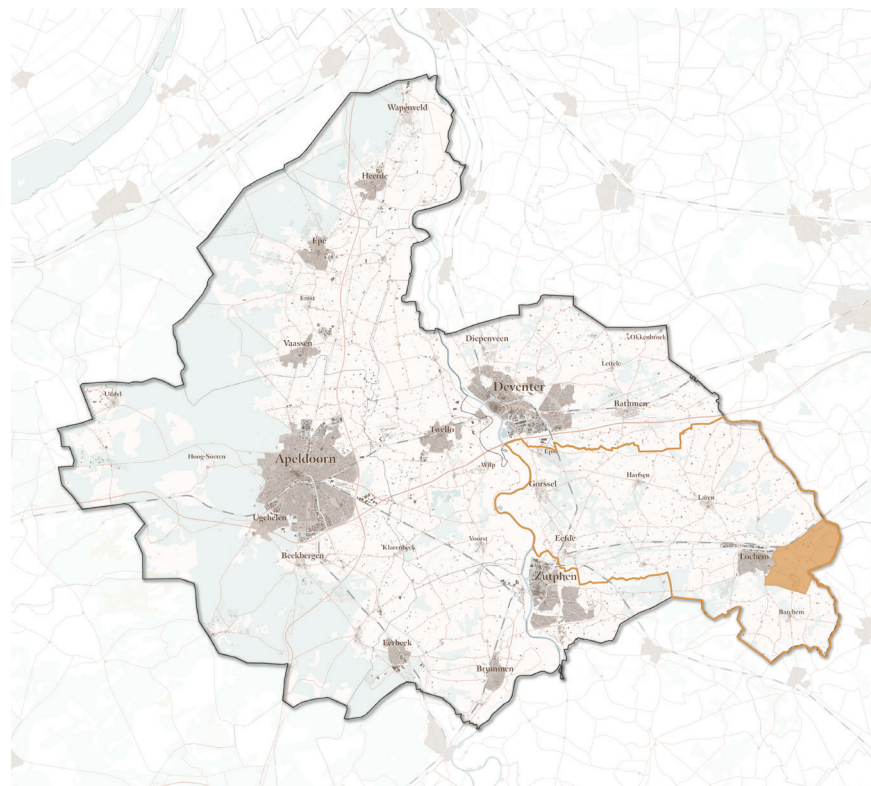 Wapenveld
Heerde
Epe
Emst
Vaassen
Diepenveen
Okkenbroek
Lettele
Deventer
Bathmen
Uddel
Twello
Hoog-Soeren
Apeldoorn
Epse
Wilp
Gorssel
Harfsen
Laren
Ugchelen
Beekbergen
Klarenbeek
Voorst
Eefde
Lochem
Zutphen
Barchem
Eerbeek
Brummen